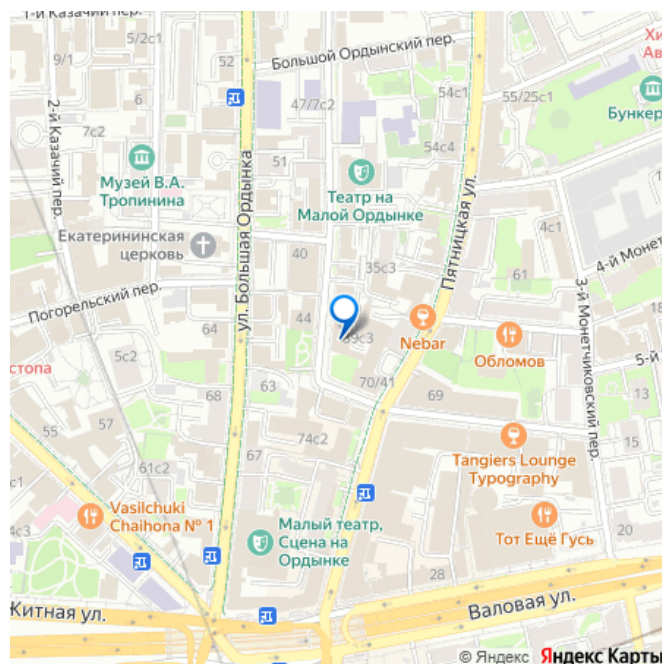 1-й Казачий пер.
5/2с1
9/1
52
Большой Ордынский пер.
Хи
Ав
47/7с2
54с1
55/25с1
Бункер
2-й Казачий пер.
7с2
Музей В.А.
Тропинина
51
54с4
Театр на
Малой Ордынке
ул. Большая Ордынка
Пятницкая ул.
Екатерининская
церковь
40
35с3
4с1
61
4-й Монет
3-й Монетчиковский пер.
Погорельский пер.
64
44
39с3
Nebar
Обломов
18
5-й
стопа
5с2
63
70/41
69
68
55
57
74с2
13
15
61с2
67
Tangiers Lounge
Typography
4с3
Vasilchuki
Chaihona № 1
Малый театр,
Сцена на
Ордынке
Тот Ещё Гусь
20
28
Житная ул.
Валовая ул.
© Яндекс Яндекс Карты